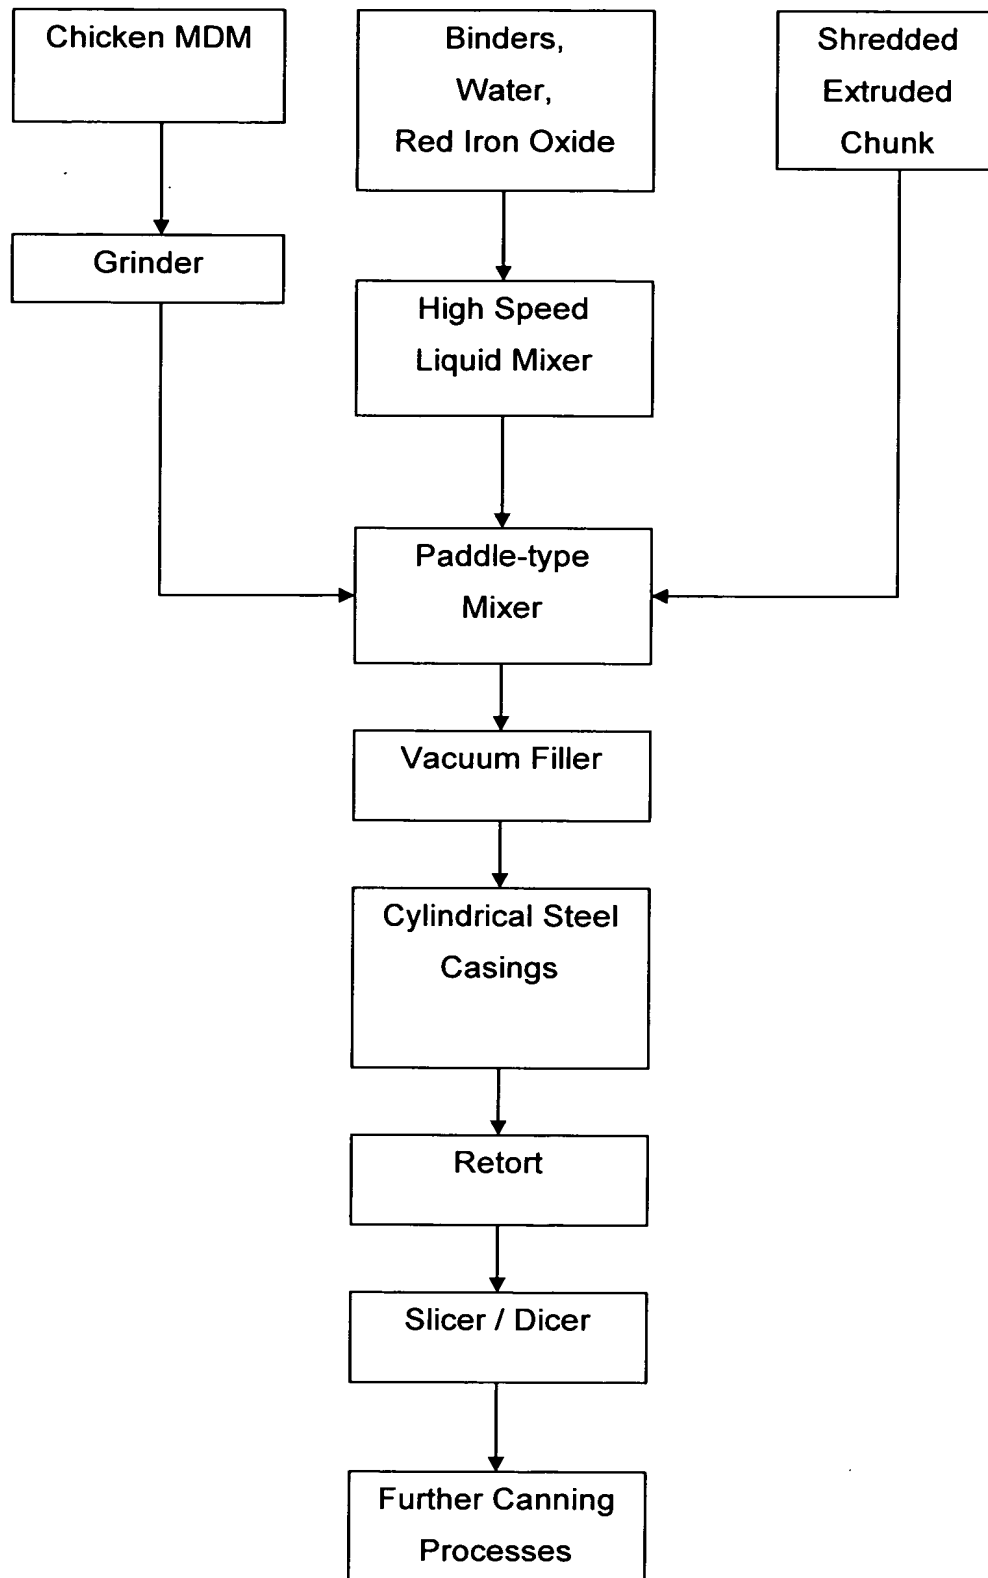 Chicken MDM
Binders,
Water,
Red Iron Oxide
Shredded
Extruded
Chunk
Grinder
High Speed
Liquid Mixer
Paddle-type
Mixer
Vacuum Filler
Cylindrical Steel
Casings
Retort
Slicer / Dicer
Further Canning
Processes